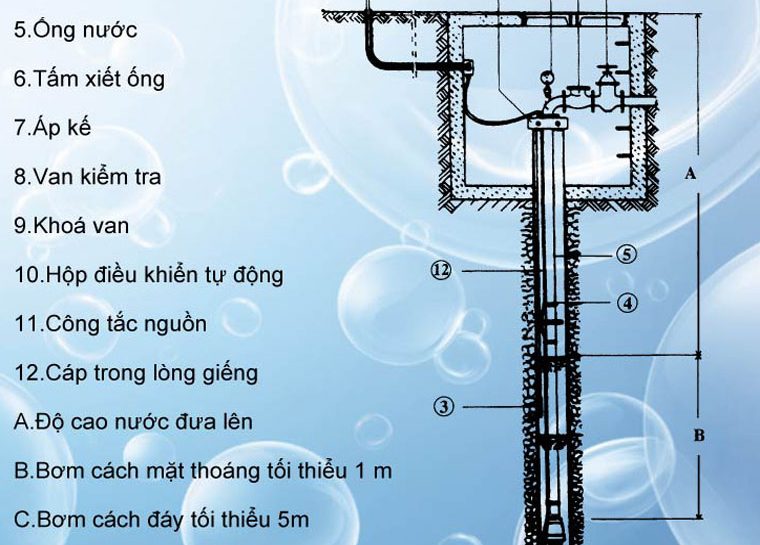 5.Ống nước
6.Tấm xiết ống
7.Áp kế
8.Van kiểm tra
9.Khoá van
10.Hộp điều khiển tự động
11.Công tắc nguồn
12.Cáp trong lòng giếng
A.Độ cao nước đưa lên
B.Bơm cách mặt thoáng tối thiểu 1 m
C.Bơm cách đáy tối thiểu 5m
A
5
12
4
3
B